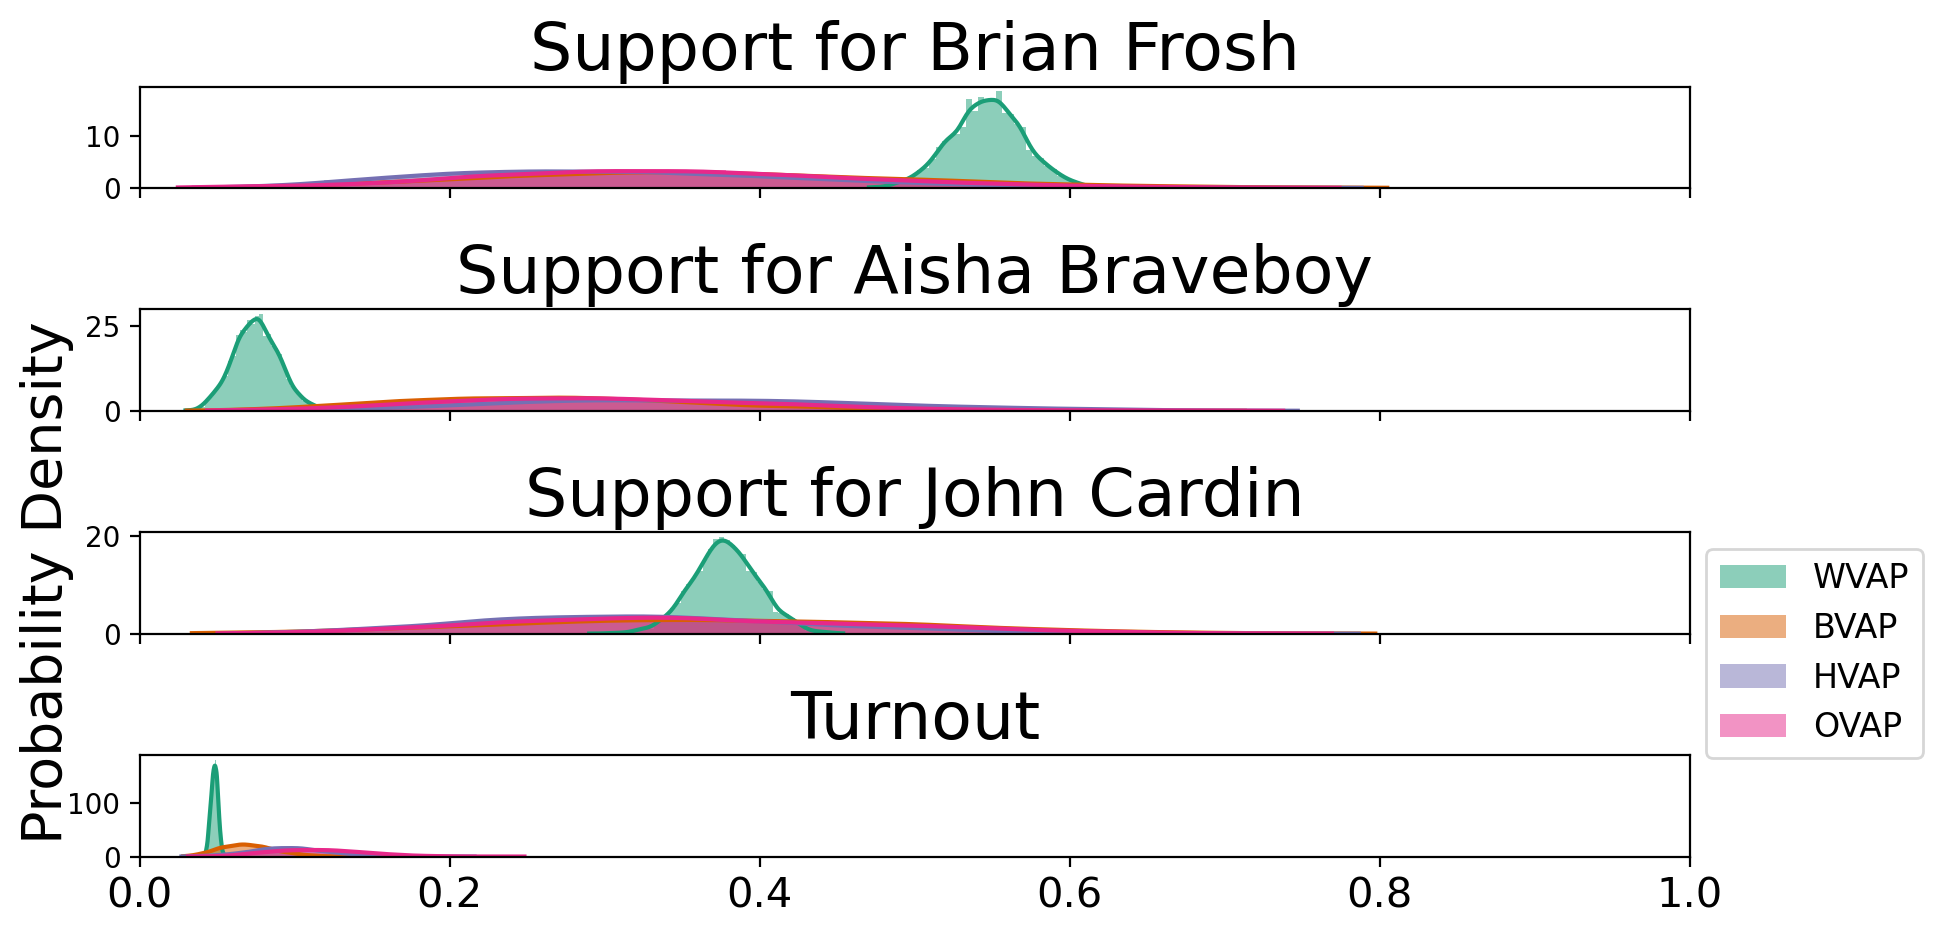 Support for Brian Frosh
10
0
Support for Aisha Braveboy
25
0
Support for John Cardin
20
0
Turnout
100
0
0.0 0.2 0.4 0.6 0.8 1.0
Probability Density
WVAP
BVAP
HVAP
OVAP